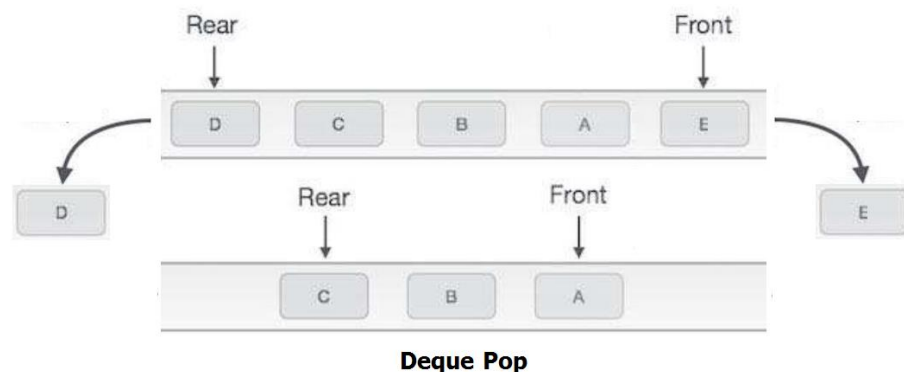 Rear Front
D C B A E
D E
Rear Front
C B A
Deque Pop